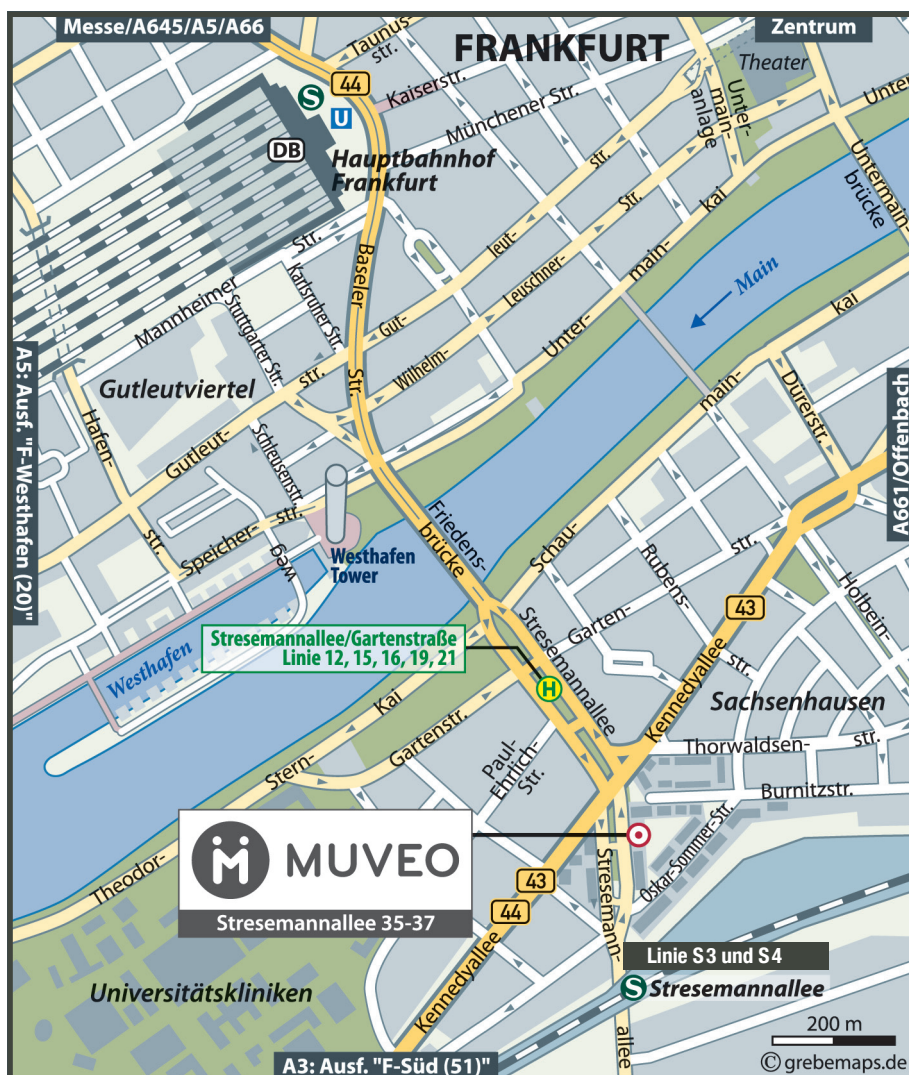 Messe/A645/A5/A66
FRANKFURT
Zentrum
Theater
Taunus-
str.
44
S
U
Kaiserstr.
Münchener Str.
Unter-
main-
anlage
Unter-
main-
kai
Unter-
Untermain-
brücke
DB
Hauptbahnhof
Frankfurt
Mannheimer
Str.
Karlsruher Str.
Stuttgarter Str.
Baseler
Str.
Gutleutviertel
Gut-
leut-
str.
Wilhelm-
Leuschner-
Str.
Unter-
main-
Main
main-
kai
Dürerstr.
A5: Ausf. "F-Westhafen (20)"
A661/Offenbach
Hafen-
str.
Gutleut-
str.
Schleusenstr.
Speicher-
str.
weg
Westhafen
Tower
Friedens-
brücke
Schau-
Rubens-
str.
Garten-
str.
Holbein-
43
Stresemannallee/Gartenstraße
Linie 12, 15, 16, 19, 21
H
Stresemannallee
Kennedyallee
Sachsenhausen
Westhafen
Kai
Stern-
Theodor-
Gartenstr.
Paul-
Ehrlich-
Str.
Thorwaldsen-
str.
Burnitzstr.
Oskar-Sommer-Str.
MUVEO
Stresemannallee 35-37
43
44
Stresemann-
allee
Kennedyallee
Linie S3 und S4
S
Stresemannallee
Universitätskliniken
A3: Ausf. "F-Süd (51)"
200 m
© grebemaps.de